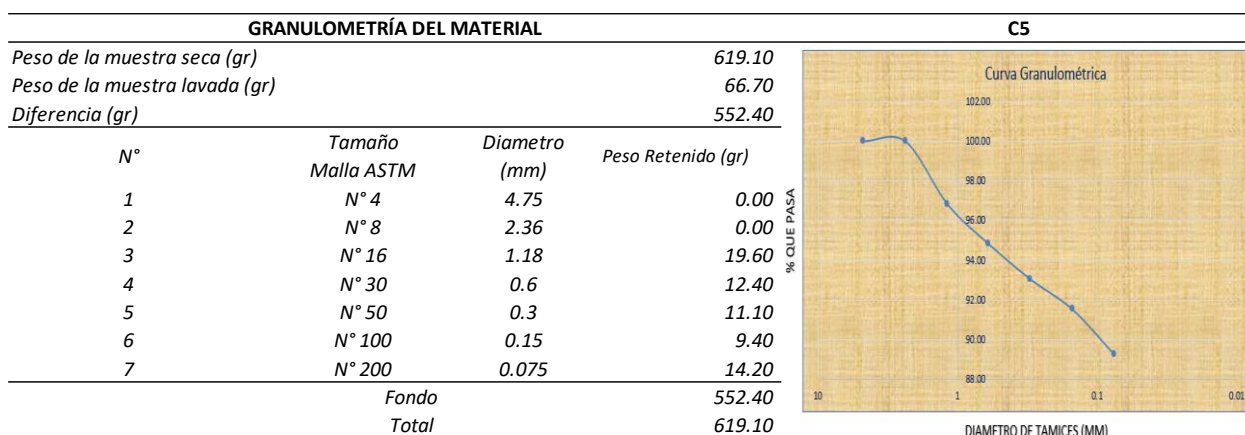 GRANULOMETRÍA DEL MATERIAL C5
Peso de la muestra seca (gr) 619.10
Peso de la muestra lavada (gr) 66.70
Diferencia (gr) 552.40
N° Tamaño Malla ASTM Diametro (mm) Peso Retenido (gr)
1 N° 4 4.75 0.00
2 N° 8 2.36 0.00
3 N° 16 1.18 19.60
4 N° 30 0.6 12.40
5 N° 50 0.3 11.10
6 N° 100 0.15 9.40
7 N° 200 0.075 14.20
Fondo 552.40
Total 619.10
Curva Granulométrica
102.00
100.00
98.00
96.00
94.00
92.00
90.00
88.00
10 1 0.1 0.01
% QUE PASA
DIAMETRO DE TAMICES (MM)